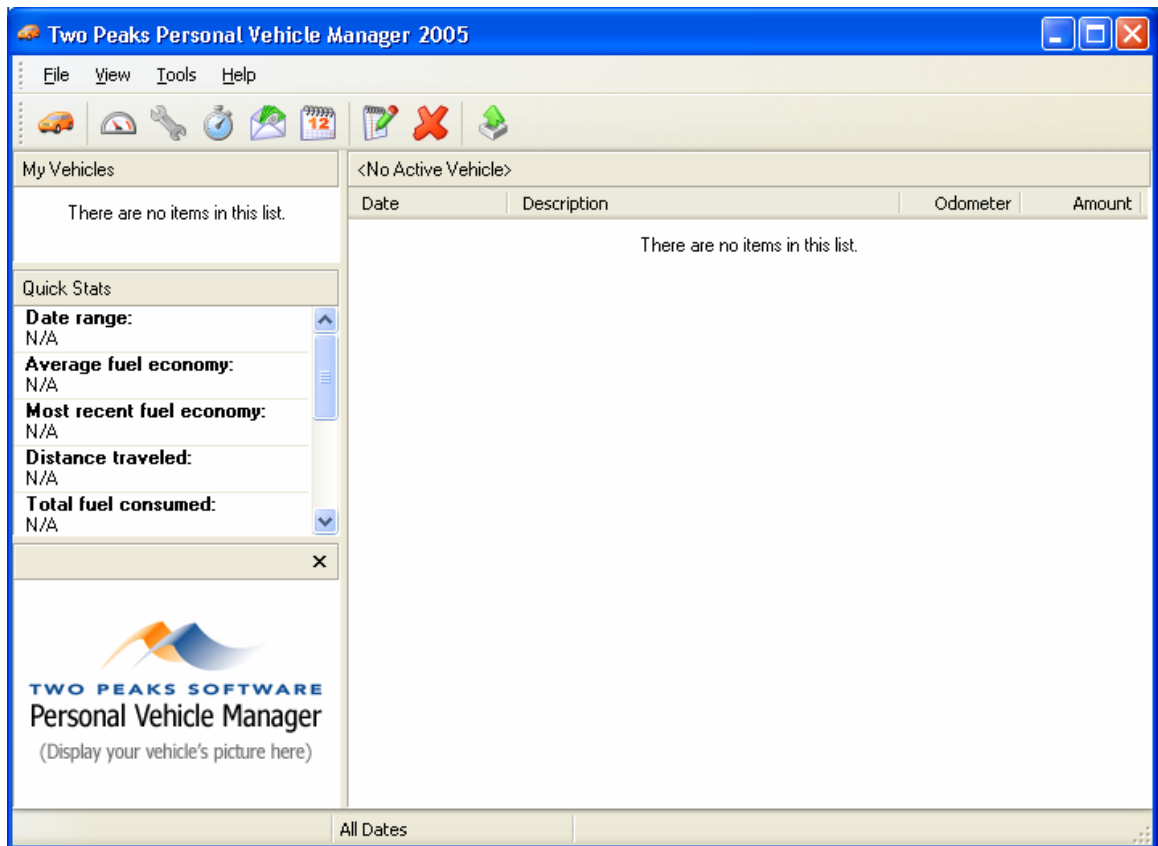 Two Peaks Personal Vehicle Manager 2005
File View Tools Help
12
My Vehicles
There are no items in this list.
Quick Stats
Date range:
N/A
Average fuel economy:
N/A
Most recent fuel economy:
N/A
Distance traveled:
N/A
Total fuel consumed:
N/A
TWO PEAKS SOFTWARE
Personal Vehicle Manager
(Display your vehicle's picture here)
<No Active Vehicle>
Date Description Odometer Amount
There are no items in this list.
All Dates